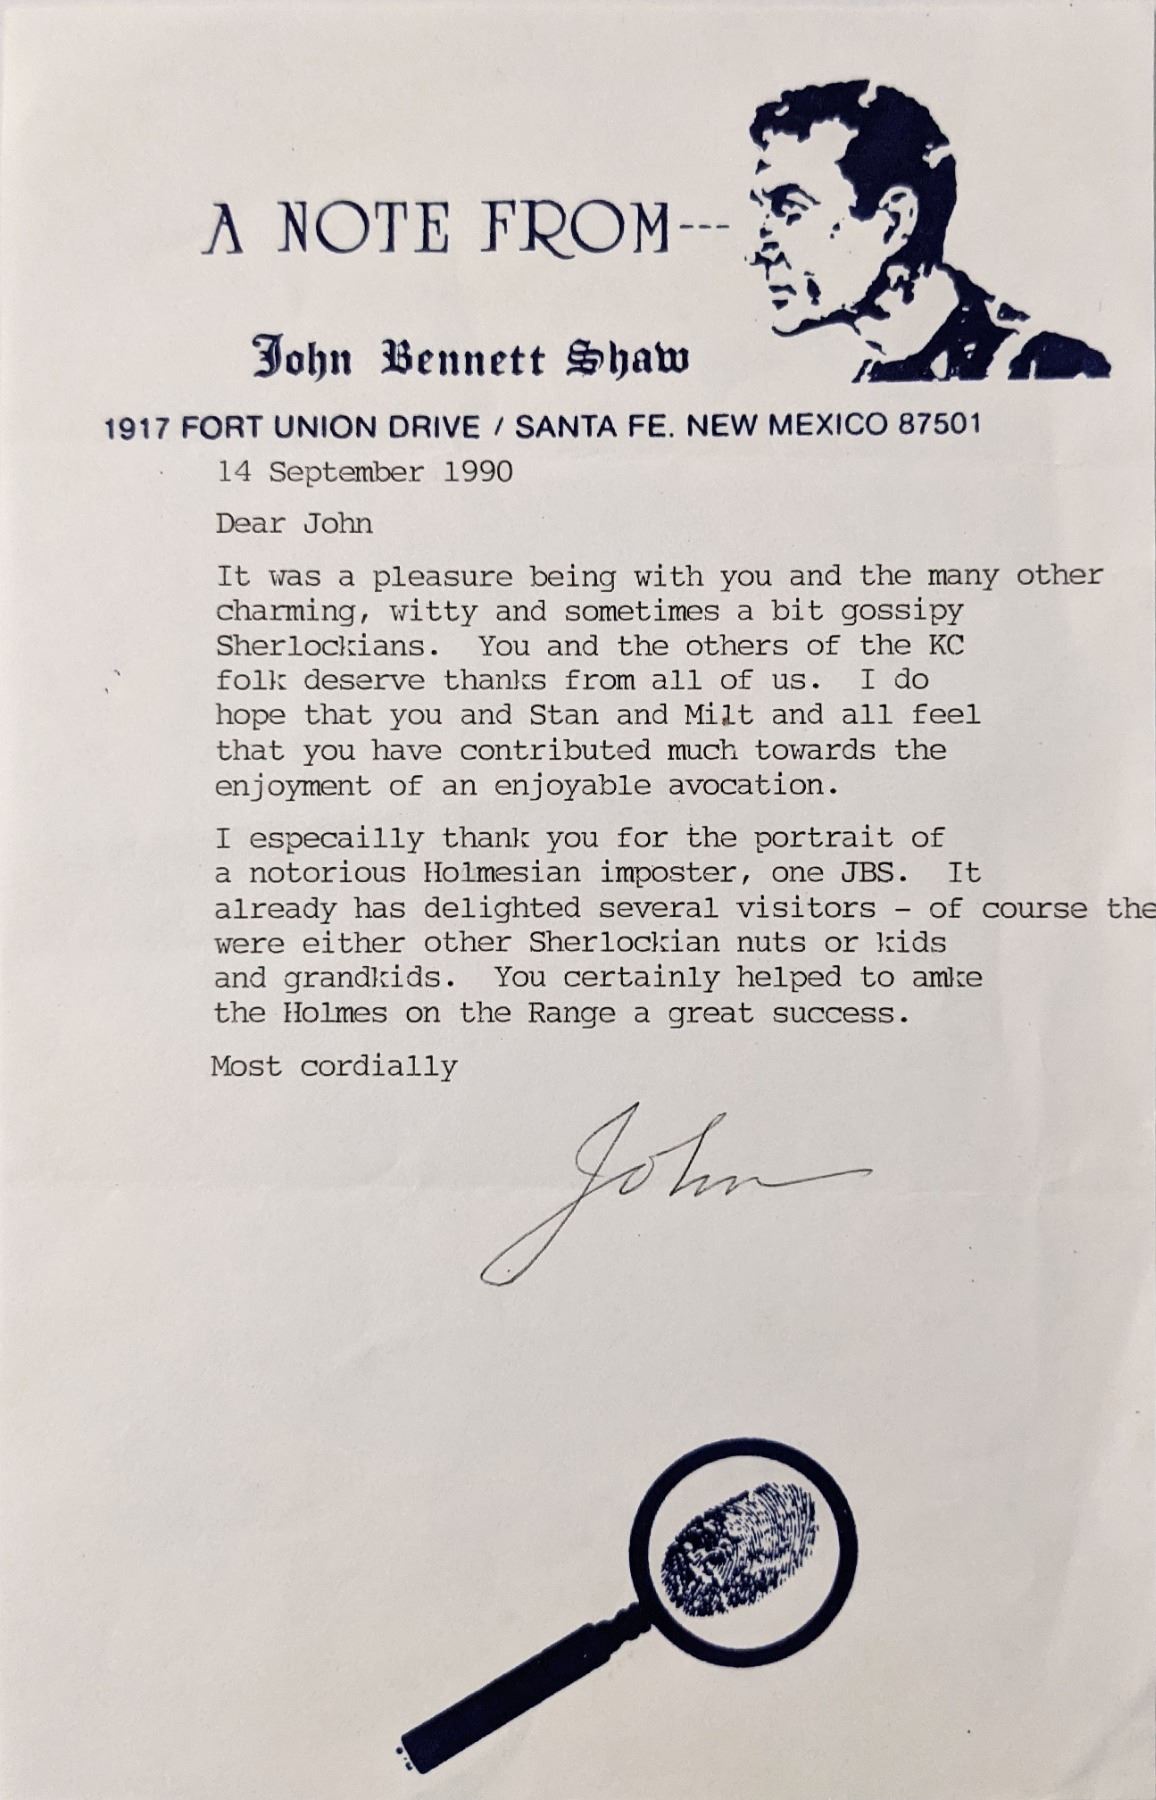 A NOTE FROM---
John Bennett Shaw
1917 FORT UNION DRIVE / SANTA FE. NEW MEXICO 87501
14 September 1990
Dear John
It was a pleasure being with you and the many other
charming, witty and sometimes a bit gossipy
Sherlockians.  You and the others of the KC
folk deserve thanks from all of us.  I do
hope that you and Stan and Milt and all feel
that you have contributed much towards the
enjoyment of an enjoyable avocation.
I especailly thank you for the portrait of
a notorious Holmesian imposter, one JBS.  It
already has delighted several visitors - of course the
were either other Sherlockian nuts or kids
and grandkids.  You certainly helped to amke
the Holmes on the Range a great success.
Most cordially
John